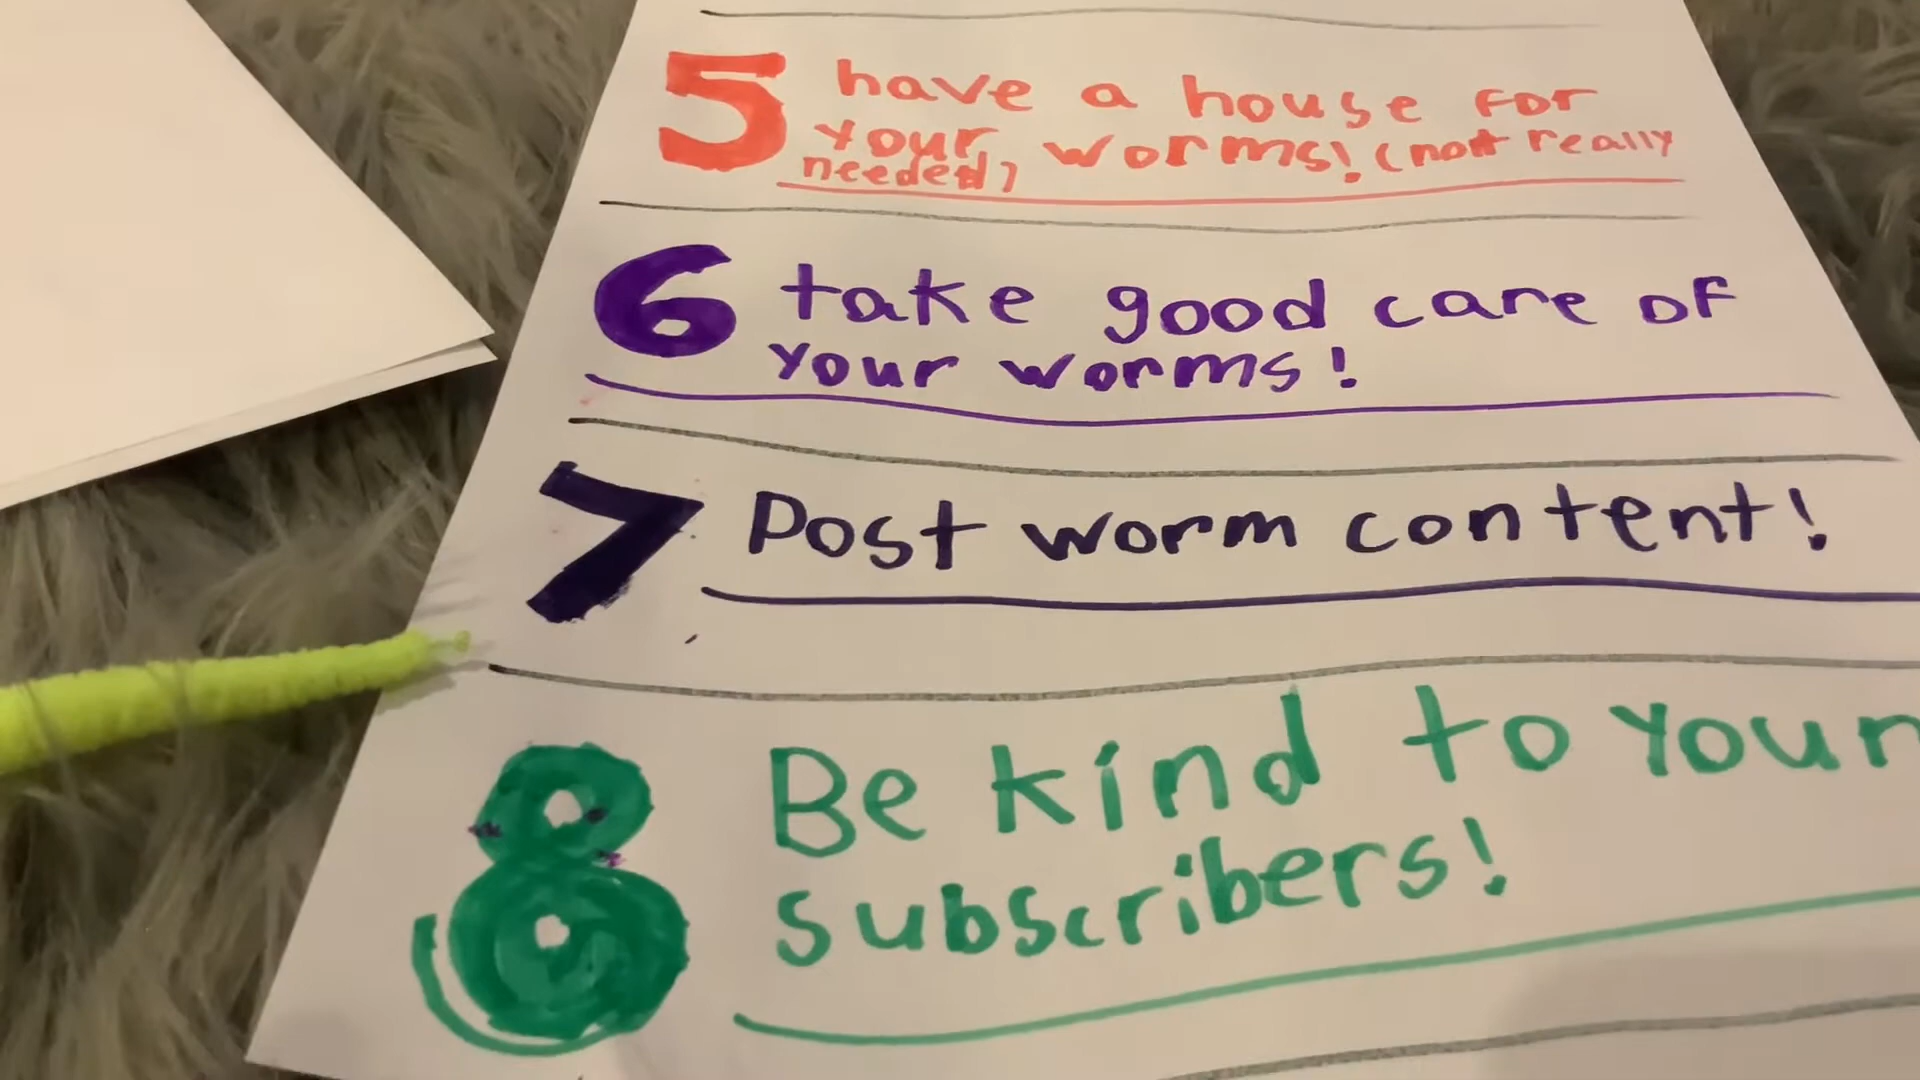 5 have a house for
your worms! (not really
needed)
6 take good care of
your worms!
7 Post worm content!
8 Be kind to your
subscribers!